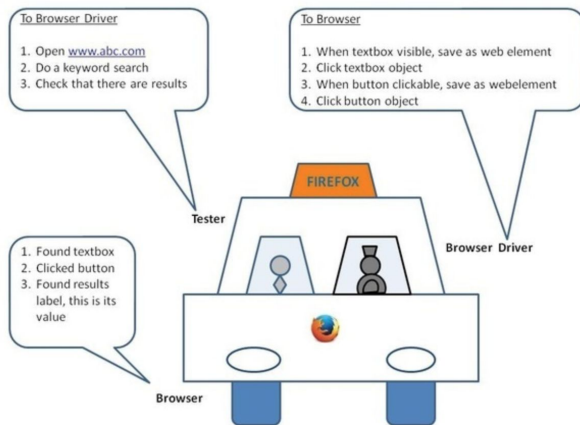 To Browser Driver
1. Open www.abc.com
2. Do a keyword search
3. Check that there are results
To Browser
1. When textbox visible, save as web element
2. Click textbox object
3. When button clickable, save as webelement
4. Click button object
FIREFOX
Tester
Browser Driver
1. Found textbox
2. Clicked button
3. Found results
label, this is its
value
Browser